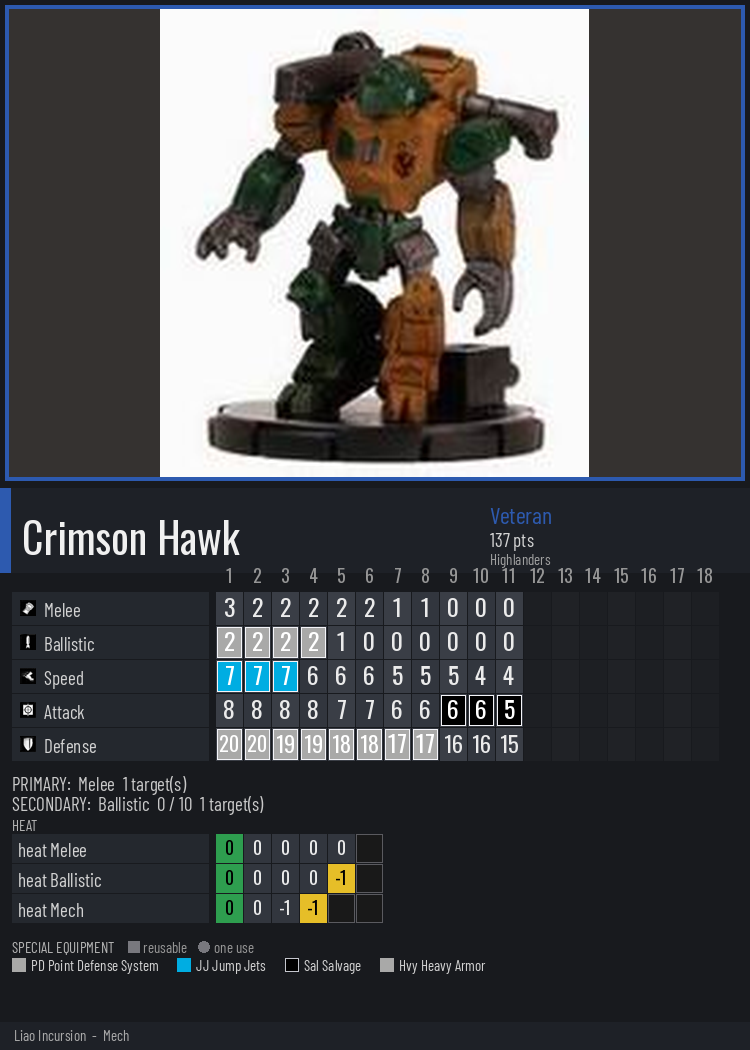 Crimson Hawk
Veteran
137 pts
Highlanders
1 2 3 4 5 6 7 8 9 10 11 12 13 14 15 16 17 18
Melee 3 2 2 2 2 2 1 1 0 0 0
Ballistic 2 2 2 2 1 0 0 0 0 0 0
Speed 7 7 7 6 6 6 5 5 5 4 4
Attack 8 8 8 8 7 7 6 6 6 6 5
Defense 20 20 19 19 18 18 17 17 16 16 15
PRIMARY: Melee 1 target(s)
SECONDARY: Ballistic 0 / 10 1 target(s)
HEAT
heat Melee 0 0 0 0 0
heat Ballistic 0 0 0 0 -1
heat Mech 0 0 -1 -1
SPECIAL EQUIPMENT reusable one use
PD Point Defense System JJ Jump Jets Sal Salvage Hvy Heavy Armor
Liao Incursion - Mech